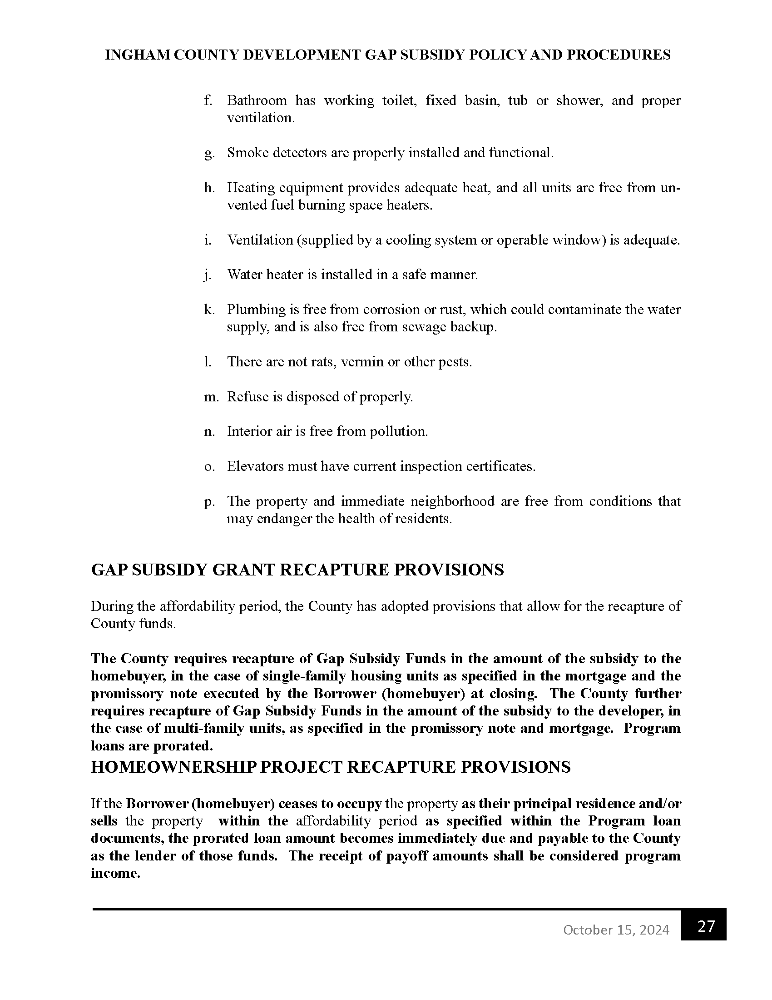 INGHAM COUNTY DEVELOPMENT GAP SUBSIDY POLICY AND PROCEDURES
f. Bathroom has working toilet, fixed basin, tub or shower, and proper
ventilation.
g. Smoke detectors are properly installed and functional.
h. Heating equipment provides adequate heat, and all units are free from un-
vented fuel burning space heaters.
i. Ventilation (supplied by a cooling system or operable window) is adequate.
j. Water heater is installed in a safe manner.
k. Plumbing is free from corrosion or rust, which could contaminate the water
supply, and is also free from sewage backup.
l. There are not rats, vermin or other pests.
m. Refuse is disposed of properly.
n. Interior air is free from pollution.
o. Elevators must have current inspection certificates.
p. The property and immediate neighborhood are free from conditions that
may endanger the health of residents.
GAP SUBSIDY GRANT RECAPTURE PROVISIONS
During the affordability period, the County has adopted provisions that allow for the recapture of
County funds.
The County requires recapture of Gap Subsidy Funds in the amount of the subsidy to the
homebuyer, in the case of single-family housing units as specified in the mortgage and the
promissory note executed by the Borrower (homebuyer) at closing. The County further
requires recapture of Gap Subsidy Funds in the amount of the subsidy to the developer, in
the case of multi-family units, as specified in the promissory note and mortgage. Program
loans are prorated.
HOMEOWNERSHIP PROJECT RECAPTURE PROVISIONS
If the Borrower (homebuyer) ceases to occupy the property as their principal residence and/or
sells the property within the affordability period as specified within the Program loan
documents, the prorated loan amount becomes immediately due and payable to the County
as the lender of those funds. The receipt of payoff amounts shall be considered program
income.
October 15, 2024 27